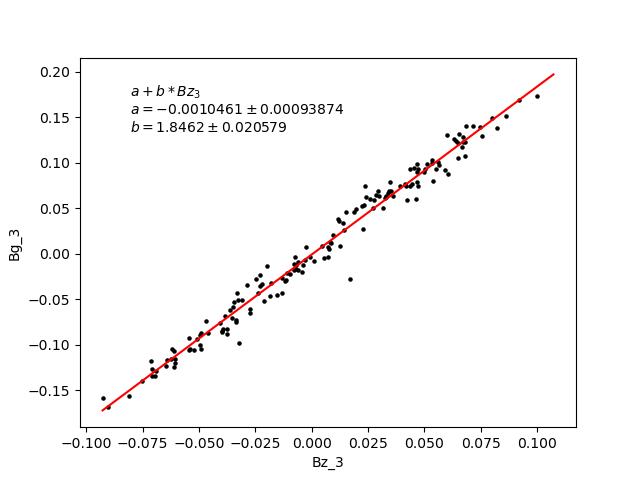 0.20
a + b * Bz₃
a = −0.0010461 ± 0.00093874
0.15
b = 1.8462 ± 0.020579
0.10
0.05
Bg_3
0.00
−0.05
−0.10
−0.15
−0.100 −0.075 −0.050 −0.025 0.000 0.025 0.050 0.075 0.100
Bz_3